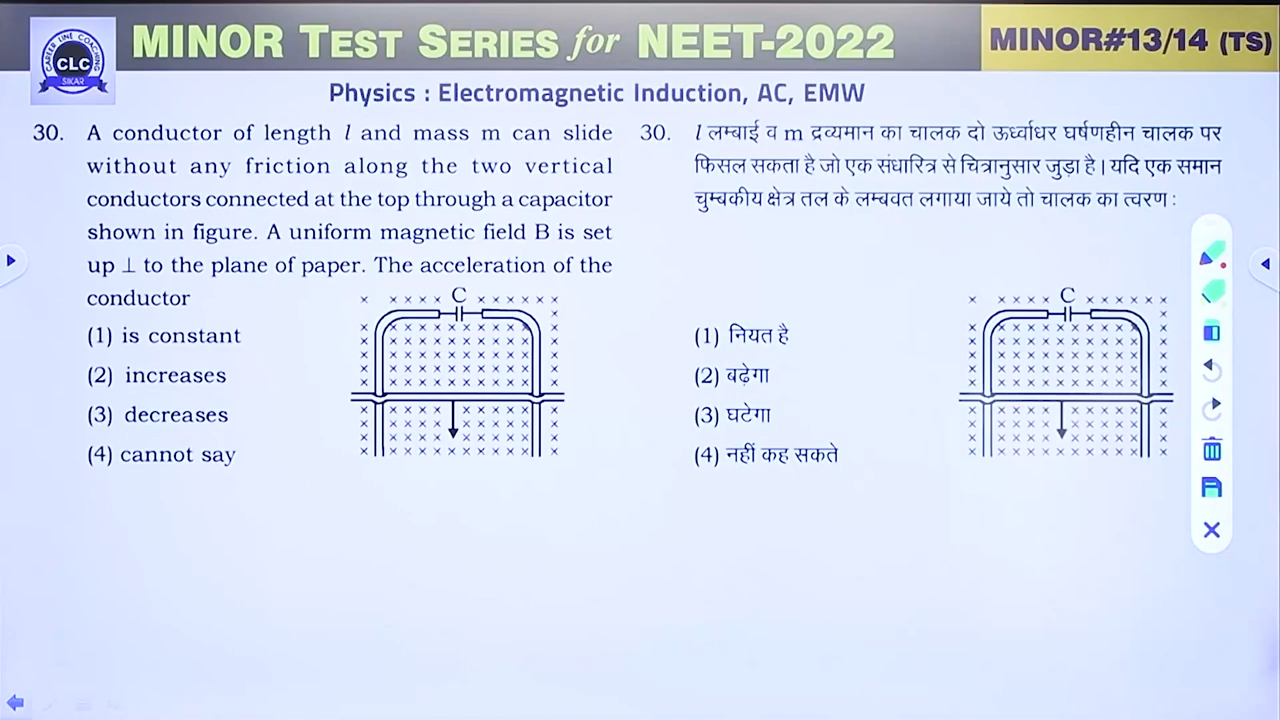 CAREER LINE COACHING
CLC
SIKAR
MINOR TEST SERIES for NEET-2022
MINOR#13/14 (TS)
Physics : Electromagnetic Induction, AC, EMW
30. A conductor of length l and mass m can slide
without any friction along the two vertical
conductors connected at the top through a capacitor
shown in figure. A uniform magnetic field B is set
up ⊥ to the plane of paper. The acceleration of the
conductor
C
(1) is constant
(2) increases
(3) decreases
(4) cannot say
30. l लम्बाई व m द्रव्यमान का चालक दो ऊर्ध्वाधर घर्षणहीन चालक पर
फिसल सकता है जो एक संधारित्र से चित्रानुसार जुड़ा है। यदि एक समान
चुम्बकीय क्षेत्र तल के लम्बवत लगाया जाये तो चालक का त्वरण :
C
(1) नियत है
(2) बढ़ेगा
(3) घटेगा
(4) नहीं कह सकते